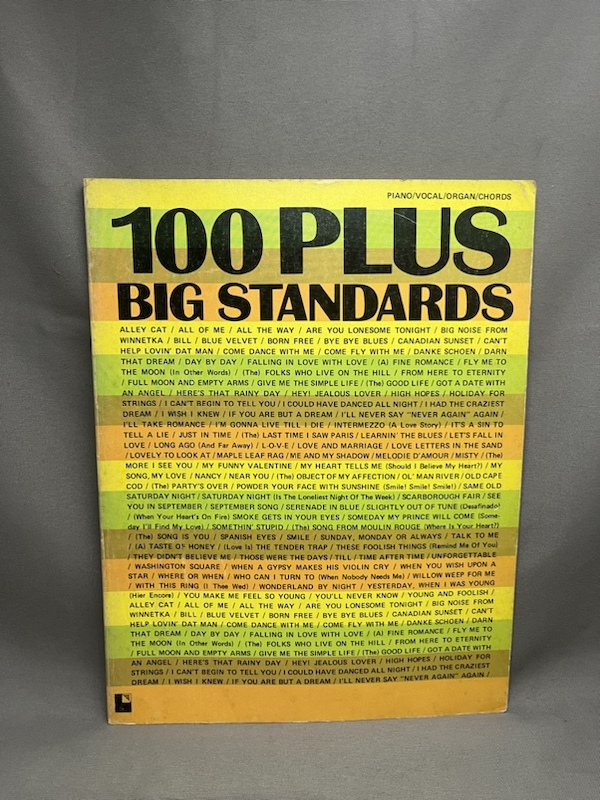 PIANO/VOCAL/ORGAN/CHORDS
100 PLUS
BIG STANDARDS
ALLEY CAT / ALL OF ME / ALL THE WAY / ARE YOU LONESOME TONIGHT / BIG NOISE FROM
WINNETKA / BILL / BLUE VELVET / BORN FREE / BYE BYE BLUES / CANADIAN SUNSET / CAN'T
HELP LOVIN' DAT MAN / COME DANCE WITH ME / COME FLY WITH ME / DANKE SCHOEN / DARN
THAT DREAM / DAY BY DAY / FALLING IN LOVE WITH LOVE / (A) FINE ROMANCE / FLY ME TO
THE MOON (In Other Words) / (The) FOLKS WHO LIVE ON THE HILL / FROM HERE TO ETERNITY
/ FULL MOON AND EMPTY ARMS / GIVE ME THE SIMPLE LIFE / (The) GOOD LIFE / GOT A DATE WITH
AN ANGEL / HERE'S THAT RAINY DAY / HEY! JEALOUS LOVER / HIGH HOPES / HOLIDAY FOR
STRINGS / I CAN'T BEGIN TO TELL YOU / I COULD HAVE DANCED ALL NIGHT / I HAD THE CRAZIEST
DREAM / I WISH I KNEW / IF YOU ARE BUT A DREAM / I'LL NEVER SAY "NEVER AGAIN" AGAIN /
I'LL TAKE ROMANCE / I'M GONNA LIVE TILL I DIE / INTERMEZZO (A Love Story) / IT'S A SIN TO
TELL A LIE / JUST IN TIME / (The) LAST TIME I SAW PARIS / LEARNIN' THE BLUES / LET'S FALL IN
LOVE / LONG AGO (And Far Away) / L-O-V-E / LOVE AND MARRIAGE / LOVE LETTERS IN THE SAND
/ LOVELY TO LOOK AT / MAPLE LEAF RAG / ME AND MY SHADOW / MELODIE D'AMOUR / MISTY / (The)
MORE I SEE YOU / MY FUNNY VALENTINE / MY HEART TELLS ME (Should I Believe My Heart?) / MY
SONG, MY LOVE / NANCY / NEAR YOU / (The) OBJECT OF MY AFFECTION / OL' MAN RIVER / OLD CAPE
COD / (The) PARTY'S OVER / POWDER YOUR FACE WITH SUNSHINE (Smile! Smile! Smile!) / SAME OLD
SATURDAY NIGHT / SATURDAY NIGHT (Is The Loneliest Night Of The Week) / SCARBOROUGH FAIR / SEE
YOU IN SEPTEMBER / SEPTEMBER SONG / SERENADE IN BLUE / SLIGHTLY OUT OF TUNE (Desafinado)
/ (When Your Heart's On Fire) SMOKE GETS IN YOUR EYES / SOMEDAY MY PRINCE WILL COME (Some-
day I'll Find My Love) / SOMETHIN' STUPID / (The) SONG FROM MOULIN ROUGE (Where Is Your Heart?)
/ (The) SONG IS YOU / SPANISH EYES / SMILE / SUNDAY, MONDAY OR ALWAYS / TALK TO ME
/ (A) TASTE OF HONEY / (Love Is) THE TENDER TRAP / THESE FOOLISH THINGS (Remind Me Of You)
/ THEY DIDN'T BELIEVE ME / THOSE WERE THE DAYS / TILL / TIME AFTER TIME / UNFORGETTABLE
/ WASHINGTON SQUARE / WHEN A GYPSY MAKES HIS VIOLIN CRY / WHEN YOU WISH UPON A
STAR / WHERE OR WHEN / WHO CAN I TURN TO (When Nobody Needs Me) / WILLOW WEEP FOR ME
/ WITH THIS RING (I Thee Wed) / WONDERLAND BY NIGHT / YESTERDAY, WHEN I WAS YOUNG
(Hier Encore) / YOU MAKE ME FEEL SO YOUNG / YOU'LL NEVER KNOW / YOUNG AND FOOLISH /
ALLEY CAT / ALL OF ME / ALL THE WAY / ARE YOU LONESOME TONIGHT / BIG NOISE FROM
WINNETKA / BILL / BLUE VELVET / BORN FREE / BYE BYE BLUES / CANADIAN SUNSET / CAN'T
HELP LOVIN' DAT MAN / COME DANCE WITH ME / COME FLY WITH ME / DANKE SCHOEN / DARN
THAT DREAM / DAY BY DAY / FALLING IN LOVE WITH LOVE / (A) FINE ROMANCE / FLY ME TO
THE MOON (In Other Words) / (The) FOLKS WHO LIVE ON THE HILL / FROM HERE TO ETERNITY
/ FULL MOON AND EMPTY ARMS / GIVE ME THE SIMPLE LIFE / (The) GOOD LIFE / GOT A DATE WITH
AN ANGEL / HERE'S THAT RAINY DAY / HEY! JEALOUS LOVER / HIGH HOPES / HOLIDAY FOR
STRINGS / I CAN'T BEGIN TO TELL YOU / I COULD HAVE DANCED ALL NIGHT / I HAD THE CRAZIEST
DREAM / I WISH I KNEW / IF YOU ARE BUT A DREAM / I'LL NEVER SAY "NEVER AGAIN" AGAIN /